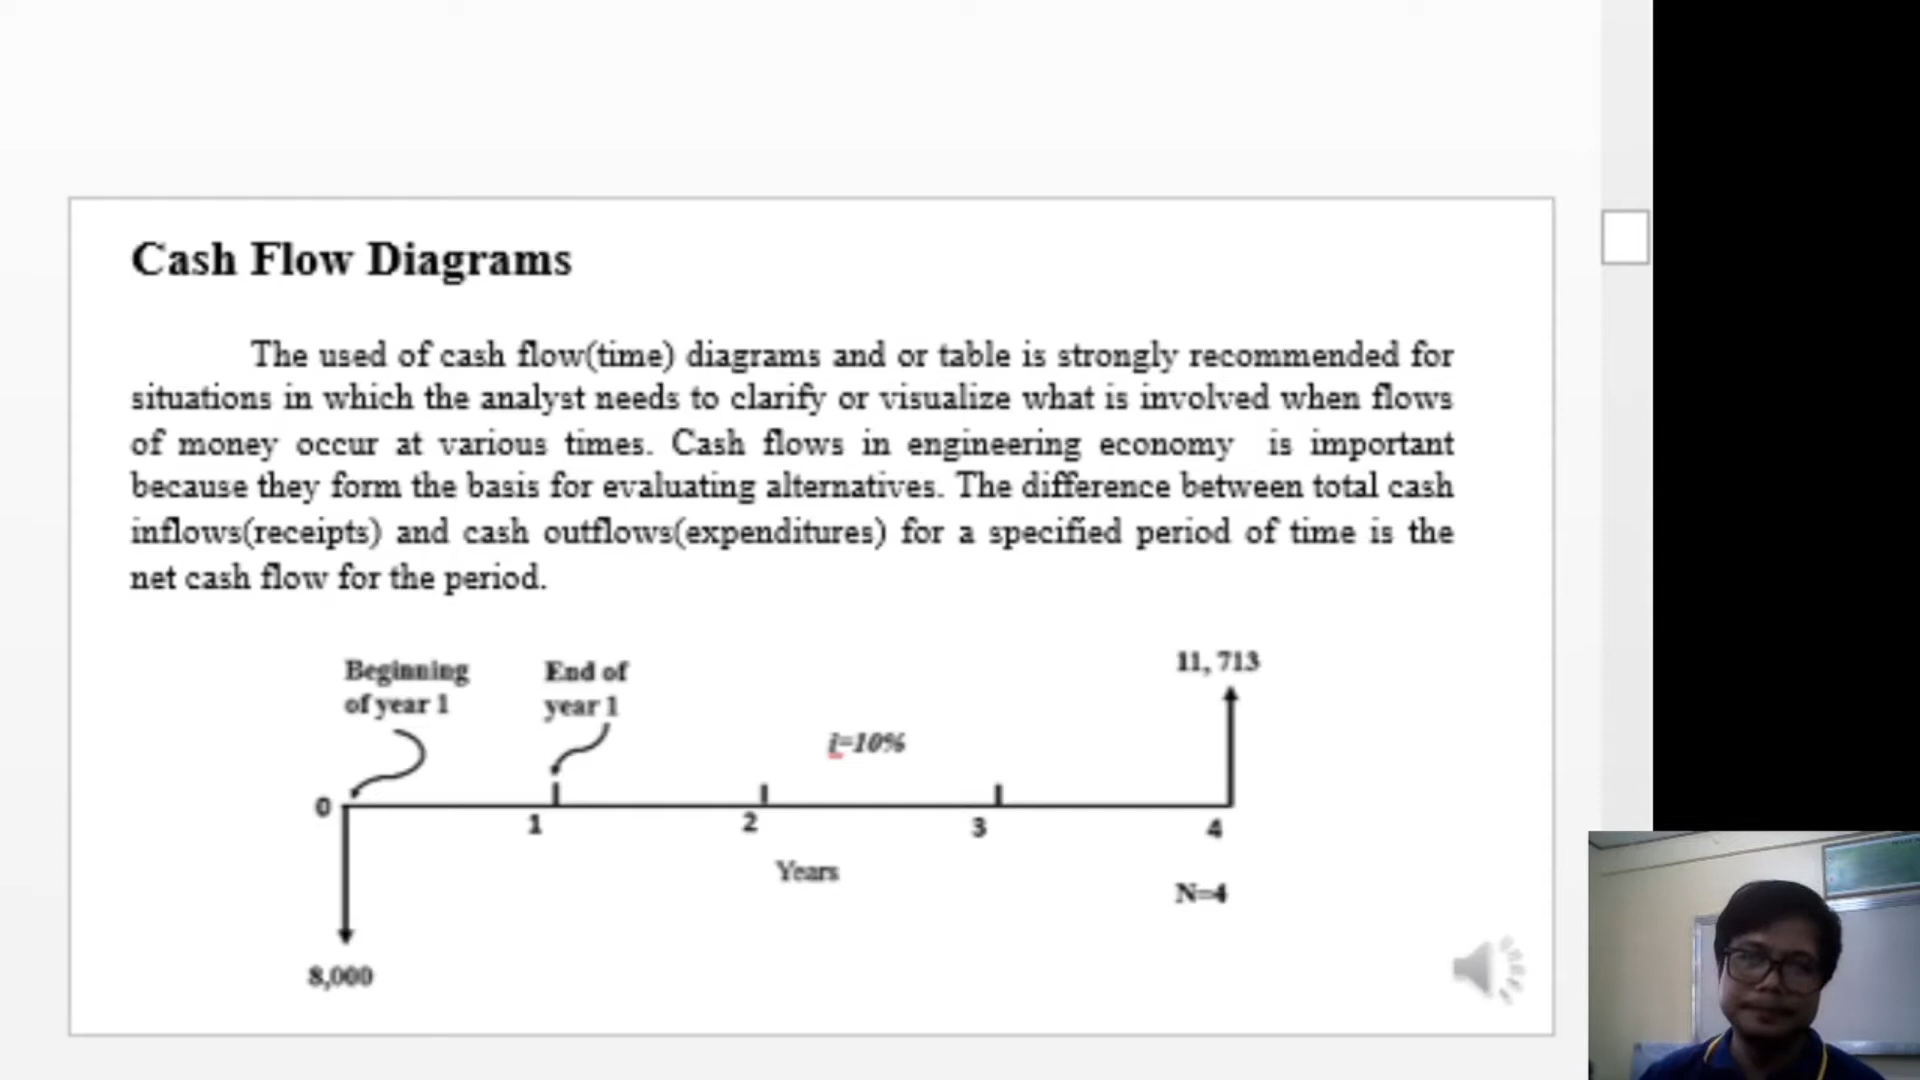 Cash Flow Diagrams
The used of cash flow(time) diagrams and or table is strongly recommended for
situations in which the analyst needs to clarify or visualize what is involved when flows
of money occur at various times. Cash flows in engineering economy is important
because they form the basis for evaluating alternatives. The difference between total cash
inflows(receipts) and cash outflows(expenditures) for a specified period of time is the
net cash flow for the period.
Beginning
of year 1
End of
year 1
11, 713
i=10%
0
1
2
3
4
Years
N=4
8,000